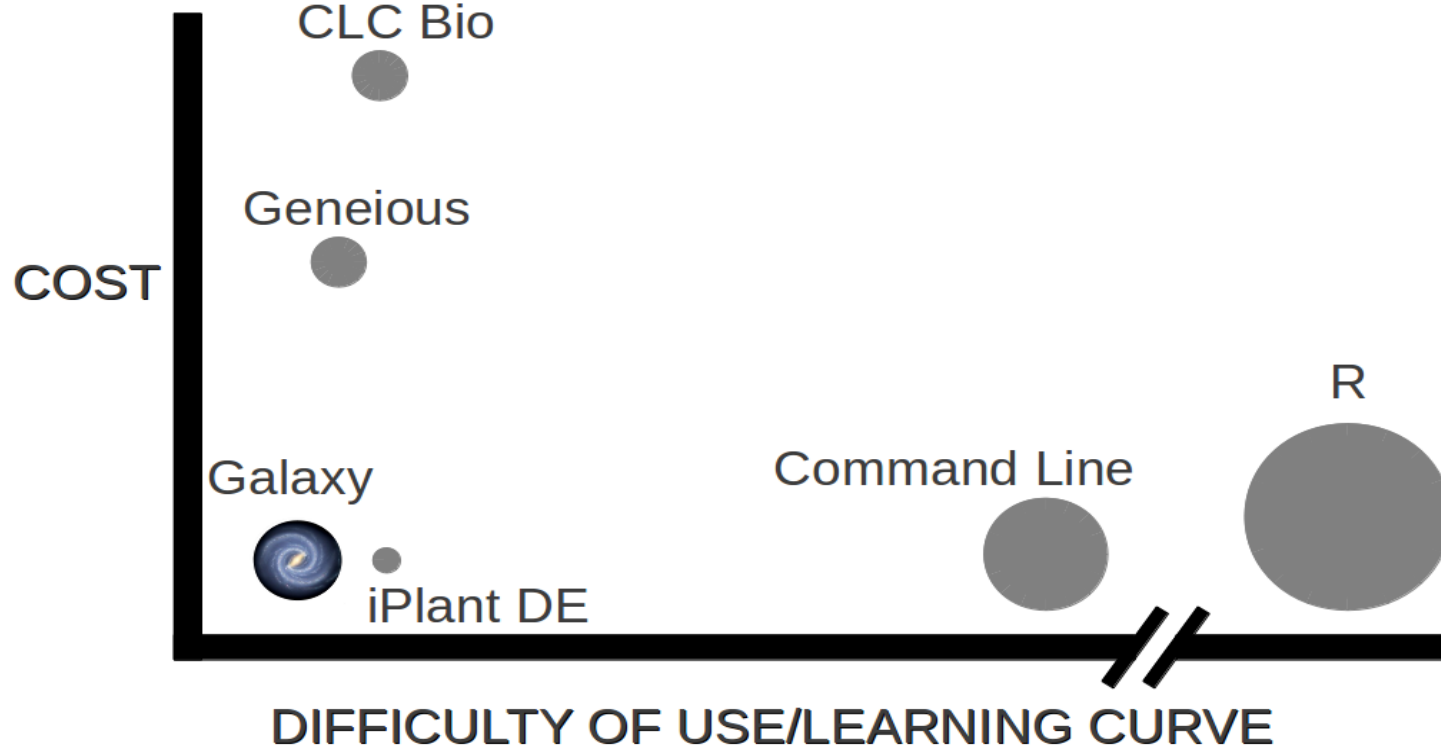 CLC Bio
Geneious
COST
R
Command Line
Galaxy
iPlant DE
DIFFICULTY OF USE/LEARNING CURVE